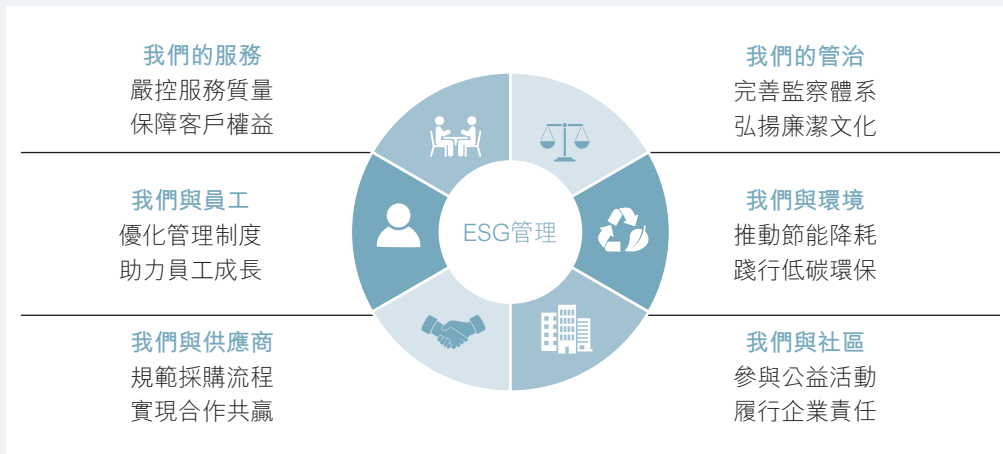 我們的服務
嚴控服務質量
保障客戶權益
我們的管治
完善監察體系
弘揚廉潔文化
我們與員工
優化管理制度
助力員工成長
ESG管理
我們與環境
推動節能降耗
踐行低碳環保
我們與供應商
規範採購流程
實現合作共贏
我們與社區
參與公益活動
履行企業責任